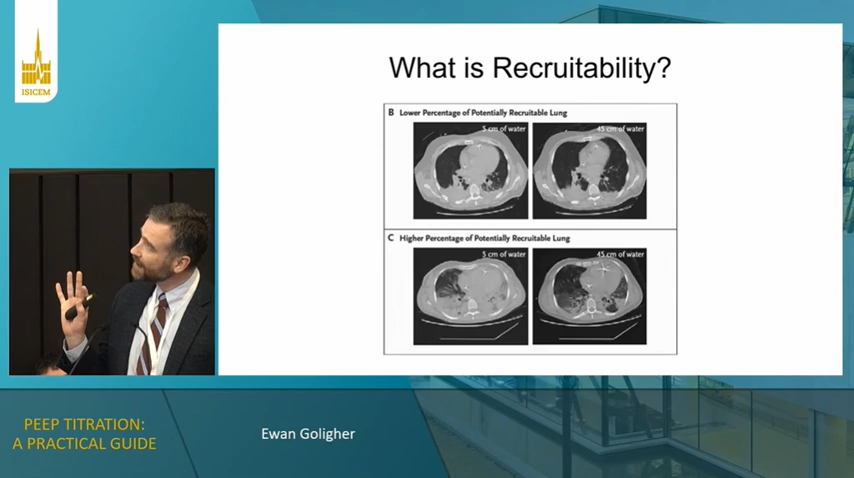 ISICEM
What is Recruitability?
B Lower Percentage of Potentially Recruitable Lung
5 cm of water
45 cm of water
C Higher Percentage of Potentially Recruitable Lung
5 cm of water
45 cm of water
PEEP TITRATION:
A PRACTICAL GUIDE
Ewan Goligher